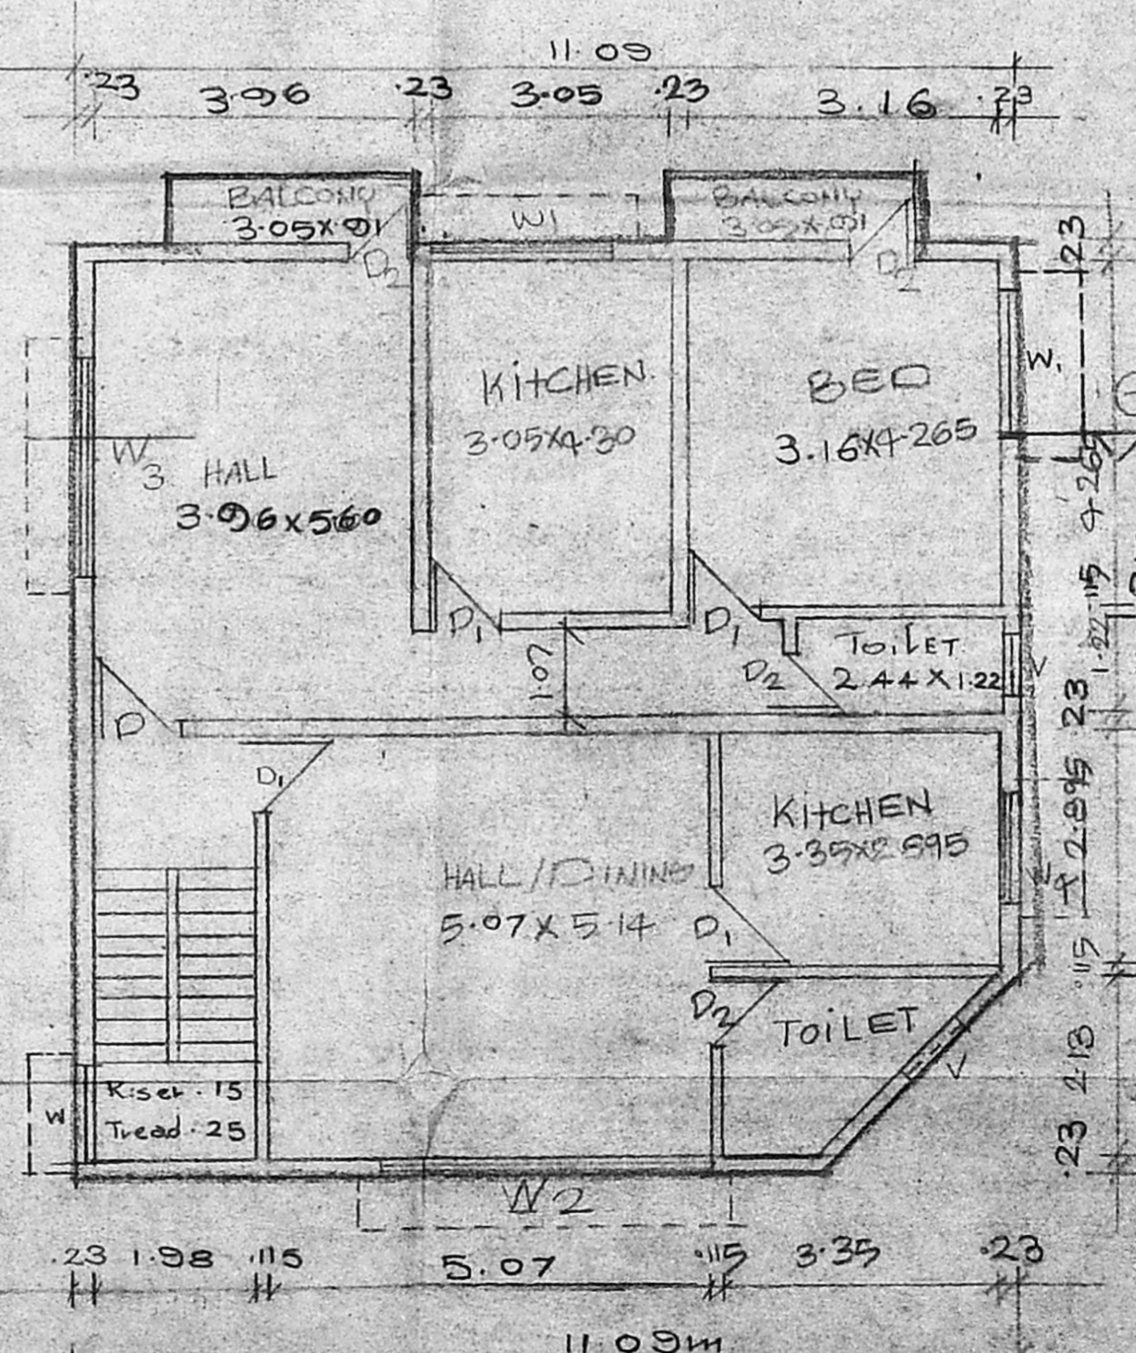 11.09
.23 3.96 .23 3.05 .23 3.16 .23
BALCONY
3.05X.91
W1
BALCONY
3.05X.91
D2
D2
.23
W1
KitCHEN
3.05X4.30
BED
3.16X4.265
4.265
W3
HALL
3.96x5.60
.115
1.22
D1
D1
1.07
TOiLET
2.44X1.22
D2
V
D
.23
D1
KitCHEN
3.35X2.595
2.895
HALL/DINING
5.07X5.14
D1
.115
D2
TOiLET
V
2.13
W
Riser .15
Tread .25
.23
W2
.23 1.98 .115 5.07 .115 3.35 .23
11.09m